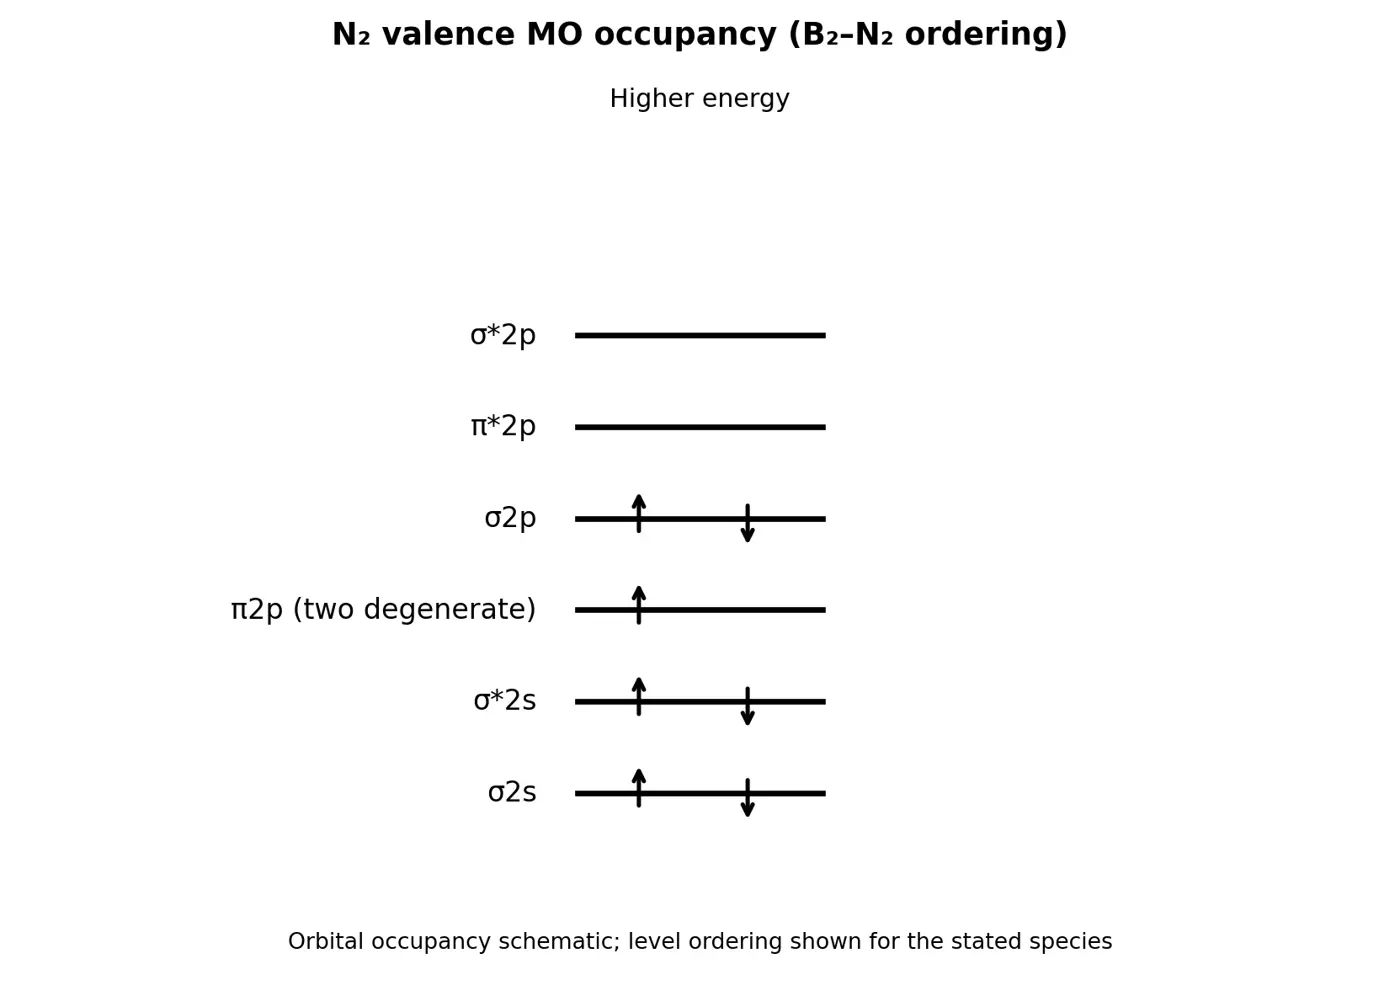 N₂ valence MO occupancy (B₂–N₂ ordering)
Higher energy
σ*2p
π*2p
σ2p
π2p (two degenerate)
σ*2s
σ2s
Orbital occupancy schematic; level ordering shown for the stated species